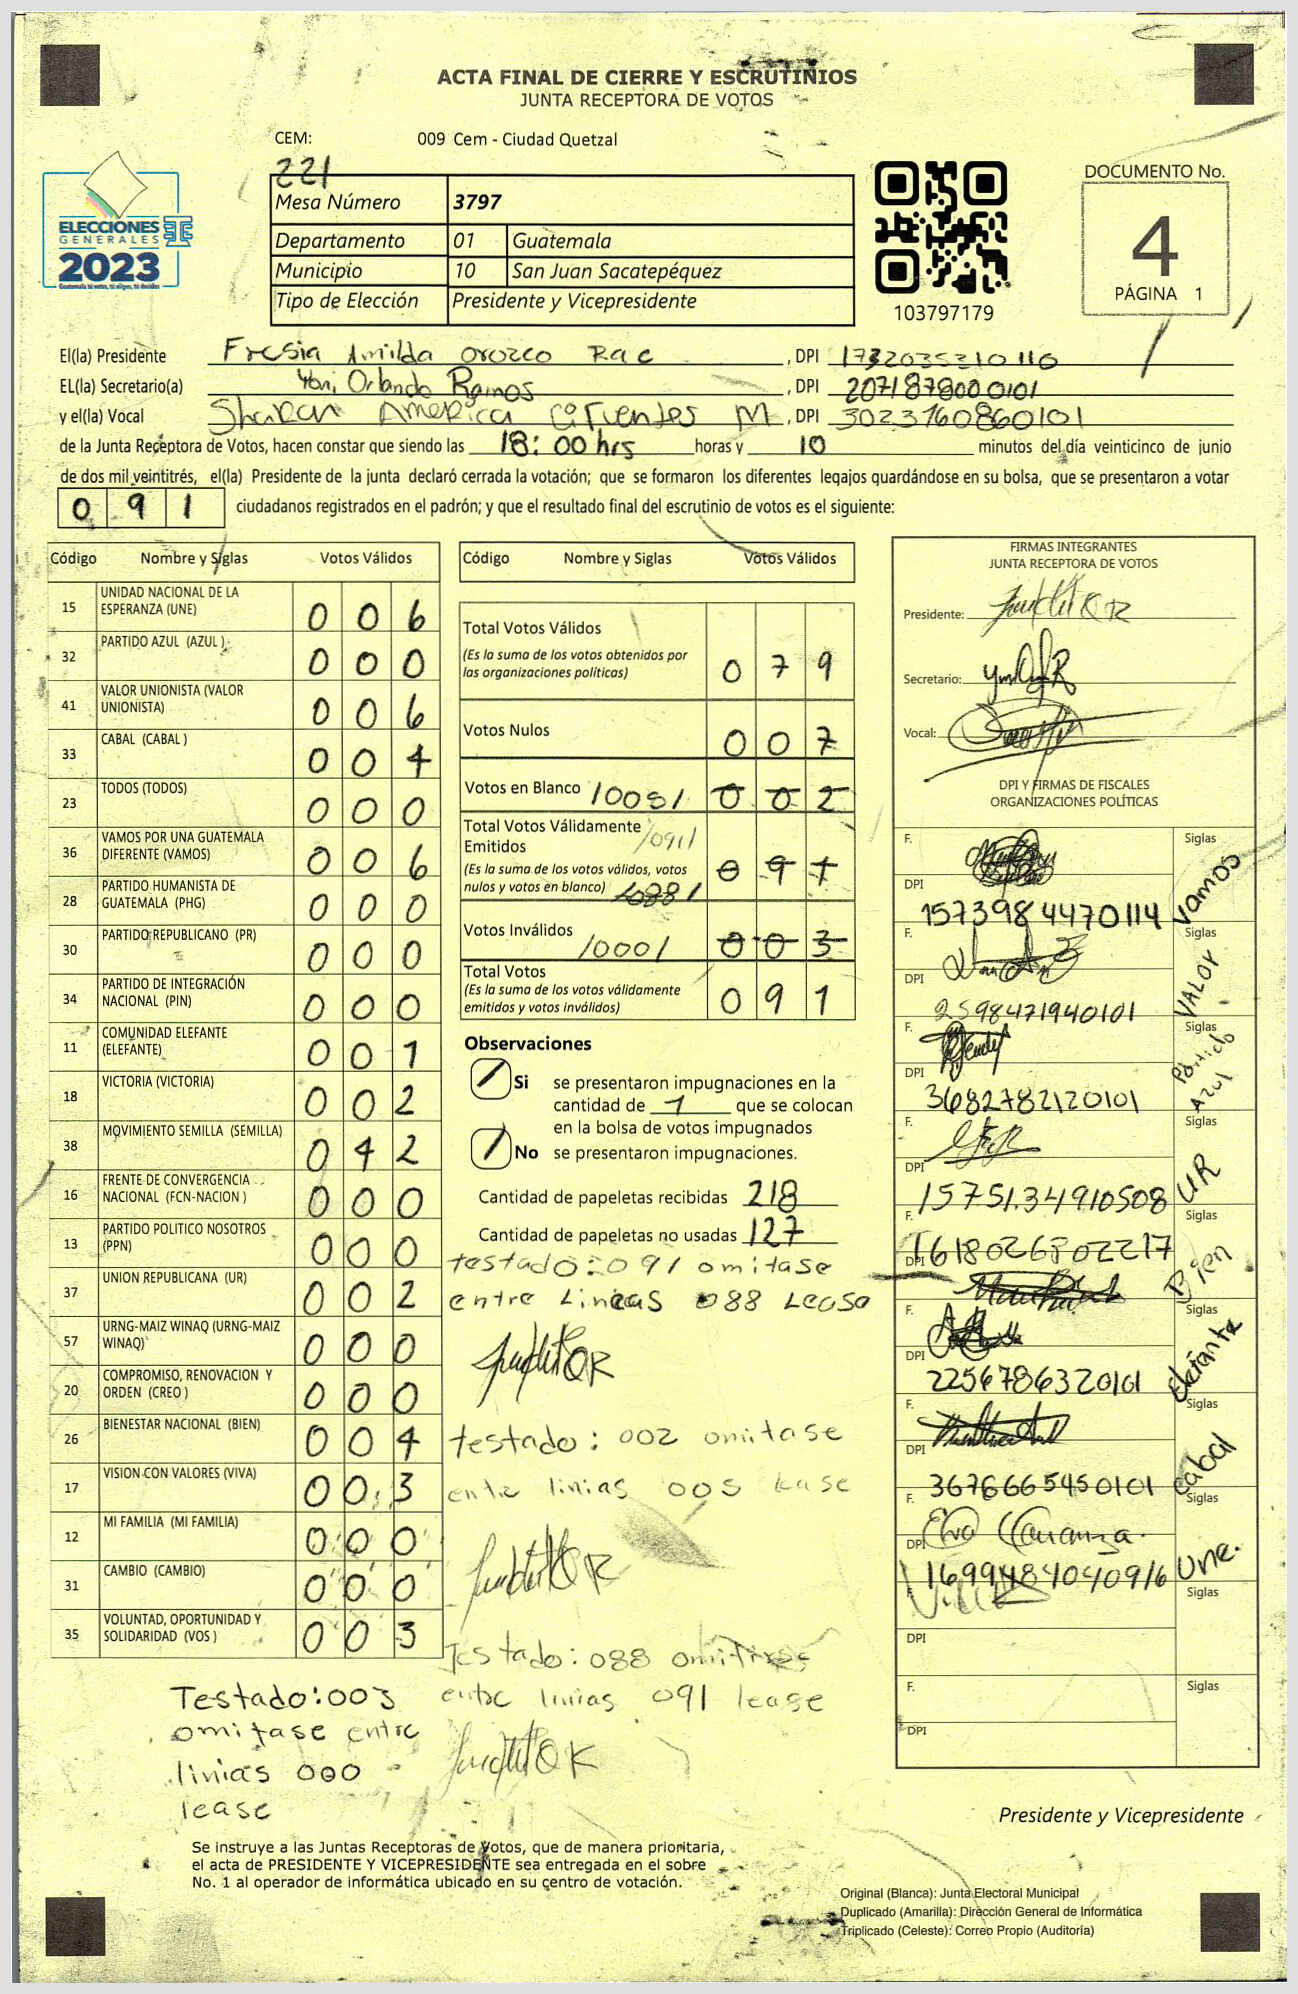 ACTA FINAL DE CIERRE Y ESCRUTINIOS
JUNTA RECEPTORA DE VOTOS
CEM: 009 Cem - Ciudad Quetzal
221
Mesa Número 3797
Departamento 01 Guatemala
Municipio 10 San Juan Sacatepéquez
Tipo de Elección Presidente y Vicepresidente
ELECCIONES
GENERALES
2023
103797179
DOCUMENTO No.
4
PÁGINA 1
El(la) Presidente Fresia Amilda Orozco Rac , DPI 1732035310110
EL(la) Secretario(a) Yoni Orlando Ramos , DPI 2071878000101
y el(la) Vocal Sharan America Cifuentes M , DPI 3023760860101
de la Junta Receptora de Votos, hacen constar que siendo las 18:00 hrs horas y 10 minutos del día veinticinco de junio
de dos mil veintitrés, el(la) Presidente de la junta declaró cerrada la votación; que se formaron los diferentes legajos guardándose en su bolsa, que se presentaron a votar
0 9 1 ciudadanos registrados en el padrón; y que el resultado final del escrutinio de votos es el siguiente:
Código Nombre y Siglas Votos Válidos
15 UNIDAD NACIONAL DE LA ESPERANZA (UNE) 0 0 6
32 PARTIDO AZUL (AZUL) 0 0 0
41 VALOR UNIONISTA (VALOR UNIONISTA) 0 0 6
33 CABAL (CABAL ) 0 0 4
23 TODOS (TODOS) 0 0 0
36 VAMOS POR UNA GUATEMALA DIFERENTE (VAMOS) 0 0 6
28 PARTIDO HUMANISTA DE GUATEMALA (PHG) 0 0 0
30 PARTIDO REPUBLICANO (PR) 0 0 0
34 PARTIDO DE INTEGRACIÓN NACIONAL (PIN) 0 0 0
11 COMUNIDAD ELEFANTE (ELEFANTE) 0 0 1
18 VICTORIA (VICTORIA) 0 0 2
38 MOVIMIENTO SEMILLA (SEMILLA) 0 4 2
16 FRENTE DE CONVERGENCIA NACIONAL (FCN-NACION ) 0 0 0
13 PARTIDO POLITICO NOSOTROS (PPN) 0 0 0
37 UNION REPUBLICANA (UR) 0 0 2
57 URNG-MAIZ WINAQ (URNG-MAIZ WINAQ) 0 0 0
20 COMPROMISO, RENOVACION Y ORDEN (CREO ) 0 0 0
26 BIENESTAR NACIONAL (BIEN) 0 0 4
17 VISION CON VALORES (VIVA) 0 0 3
12 MI FAMILIA (MI FAMILIA) 0 0 0
31 CAMBIO (CAMBIO) 0 0 0
35 VOLUNTAD, OPORTUNIDAD Y SOLIDARIDAD (VOS ) 0 0 3
Testado:003
omitase entre
linias 000
lease
Código Nombre y Siglas Votos Válidos
Total Votos Válidos
(Es la suma de los votos obtenidos por
las organizaciones políticas) 0 7 9
Votos Nulos 0 0 7
Votos en Blanco /005/ 0 0 2
Total Votos Válidamente
Emitidos /091/
(Es la suma de los votos válidos, votos
nulos y votos en blanco) /088/ 0 9 1
Votos Inválidos /000/ 0 0 3
Total Votos
(Es la suma de los votos válidamente
emitidos y votos inválidos) 0 9 1
Observaciones
Si se presentaron impugnaciones en la
cantidad de 1 que se colocan
en la bolsa de votos impugnados
No se presentaron impugnaciones.
Cantidad de papeletas recibidas 218
Cantidad de papeletas no usadas 127
testado:091 omitase
entre Lineas 088 Lease
testado: 002 omitase
entre linias 005 lease
Testado:088 omitirse
entre linias 091 lease
FIRMAS INTEGRANTES
JUNTA RECEPTORA DE VOTOS
Presidente:
Secretario:
Vocal:
DPI Y FIRMAS DE FISCALES
ORGANIZACIONES POLÍTICAS
F. Siglas
DPI 1573984470114 Vamos
F. Siglas
DPI 2598471940101 VALOR
F. Siglas
DPI 3682782120101 Partido Azul
F. Siglas
DPI 1575134910508 UR
F. Siglas
DPI 1618026802217 Bien
F. Siglas
DPI 2256786320101 Elefante
F. Siglas
DPI 3676665450101 cabal
F. Elva Carranza. Siglas
DPI 1699484040916 une.
F. Siglas
DPI
F. Siglas
DPI
Presidente y Vicepresidente
Se instruye a las Juntas Receptoras de Votos, que de manera prioritaria,
el acta de PRESIDENTE Y VICEPRESIDENTE sea entregada en el sobre
No. 1 al operador de informática ubicado en su centro de votación.
Original (Blanca): Junta Electoral Municipal
Duplicado (Amarilla): Dirección General de Informática
Triplicado (Celeste): Correo Propio (Auditoría)